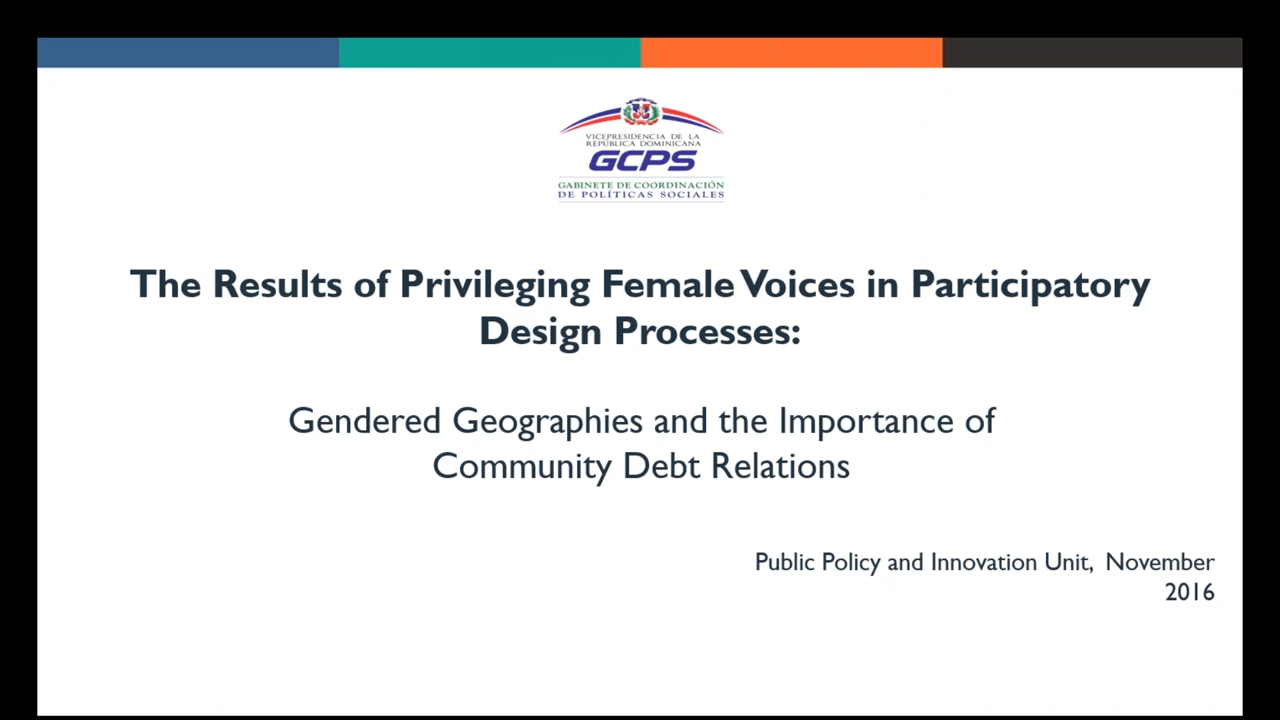 VICEPRESIDENCIA DE LA
REPÚBLICA DOMINICANA
GCPS
GABINETE DE COORDINACIÓN
DE POLÍTICAS SOCIALES
The Results of Privileging Female Voices in Participatory
Design Processes:
Gendered Geographies and the Importance of
Community Debt Relations
Public Policy and Innovation Unit, November
2016